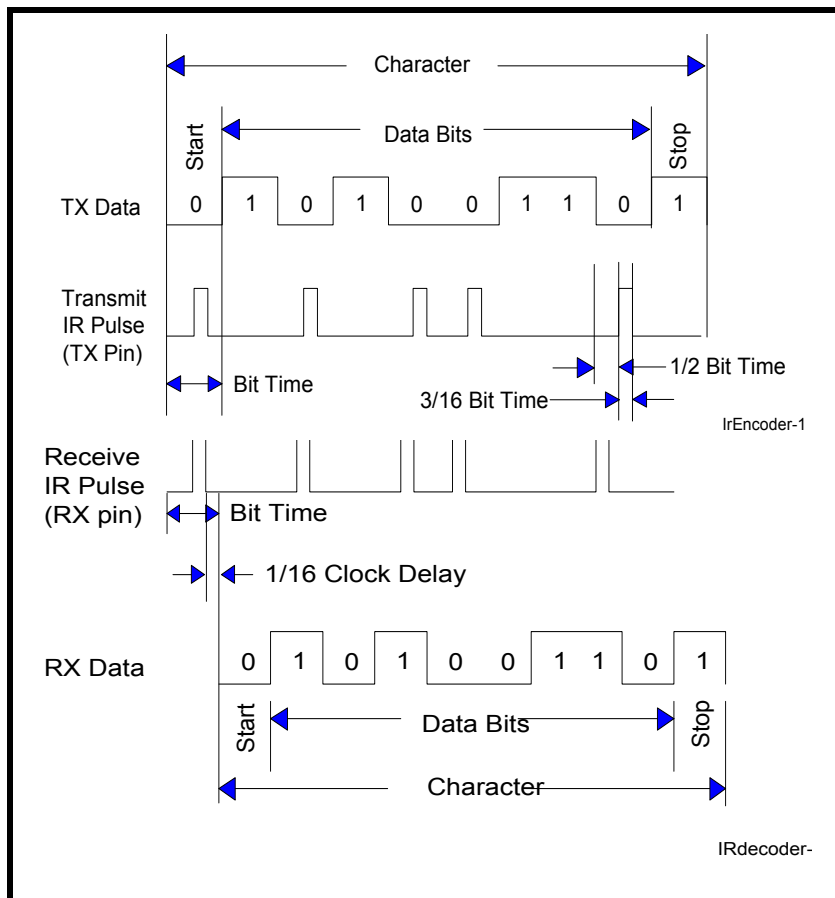 Character
Start
Data Bits
Stop
TX Data
0 1 0 1 0 0 1 1 0 1
Transmit
IR Pulse
(TX Pin)
Bit Time
1/2 Bit Time
3/16 Bit Time
IrEncoder-1
Receive
IR Pulse
(RX pin)
Bit Time
1/16 Clock Delay
RX Data
0 1 0 1 0 0 1 1 0 1
Start
Data Bits
Stop
Character
IRdecoder-